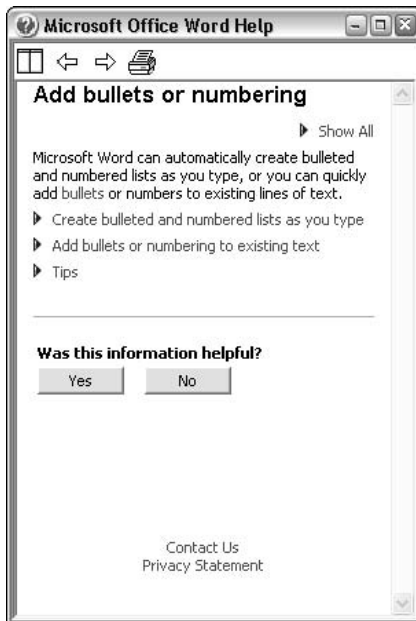 Microsoft Office Word Help
Add bullets or numbering
Show All
Microsoft Word can automatically create bulleted
and numbered lists as you type, or you can quickly
add bullets or numbers to existing lines of text.
Create bulleted and numbered lists as you type
Add bullets or numbering to existing text
Tips
Was this information helpful?
Yes No
Contact Us
Privacy Statement